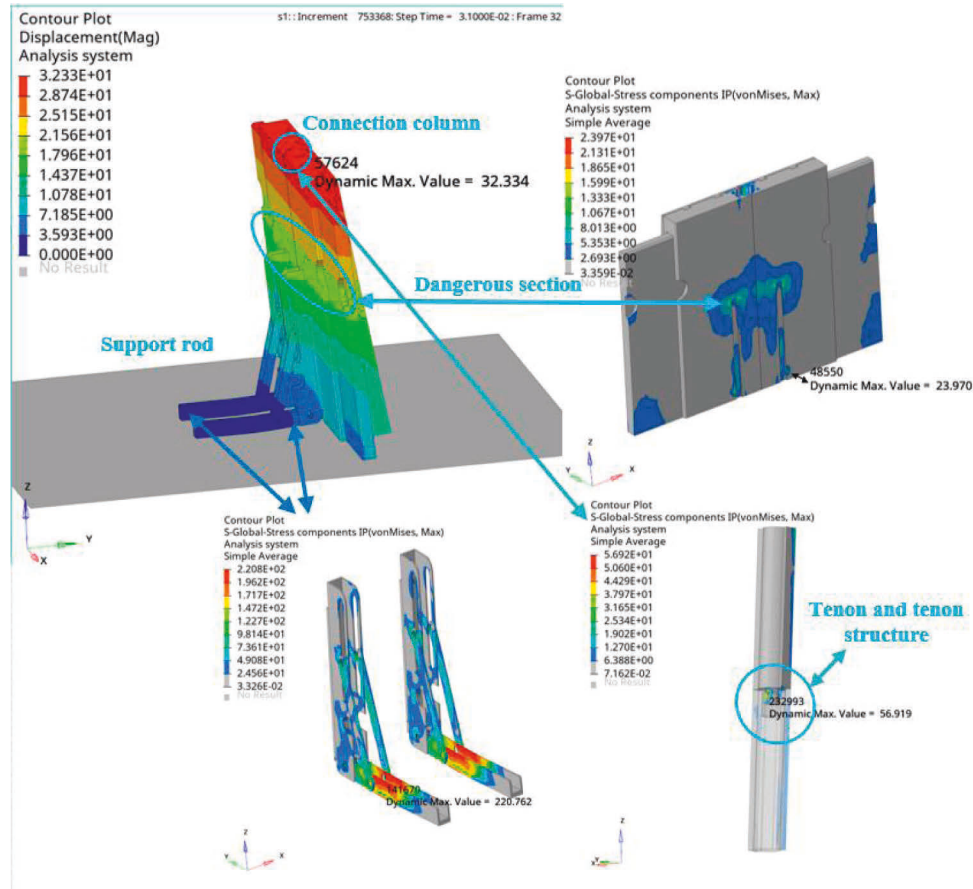 Contour Plot
Displacement(Mag)
Analysis system
3.233E+01
2.874E+01
2.515E+01
2.156E+01
1.796E+01
1.437E+01
1.078E+01
7.185E+00
3.593E+00
0.000E+00
No Result
s1:: Increment 753368: Step Time = 3.1000E-02 : Frame 32
Connection column
57624
Dynamic Max. Value = 32.334
Dangerous section
Support rod
Z
Y
X
Contour Plot
S-Global-Stress components IP(vonMises, Max)
Analysis system
Simple Average
2.397E+01
2.131E+01
1.865E+01
1.599E+01
1.333E+01
1.067E+01
8.013E+00
5.353E+00
2.693E+00
3.359E-02
No Result
48550
Dynamic Max. Value = 23.970
Z
Y
X
Contour Plot
S-Global-Stress components IP(vonMises, Max)
Analysis system
Simple Average
2.208E+02
1.962E+02
1.717E+02
1.472E+02
1.227E+02
9.814E+01
7.361E+01
4.908E+01
2.456E+01
3.326E-02
No Result
141670
Dynamic Max. Value = 220.762
Z
Y
X
Contour Plot
S-Global-Stress components IP(vonMises, Max)
Analysis system
Simple Average
5.692E+01
5.060E+01
4.429E+01
3.797E+01
3.165E+01
2.534E+01
1.902E+01
1.270E+01
6.388E+00
7.162E-02
No Result
Tenon and tenon
structure
232993
Dynamic Max. Value = 56.919
Z
Y